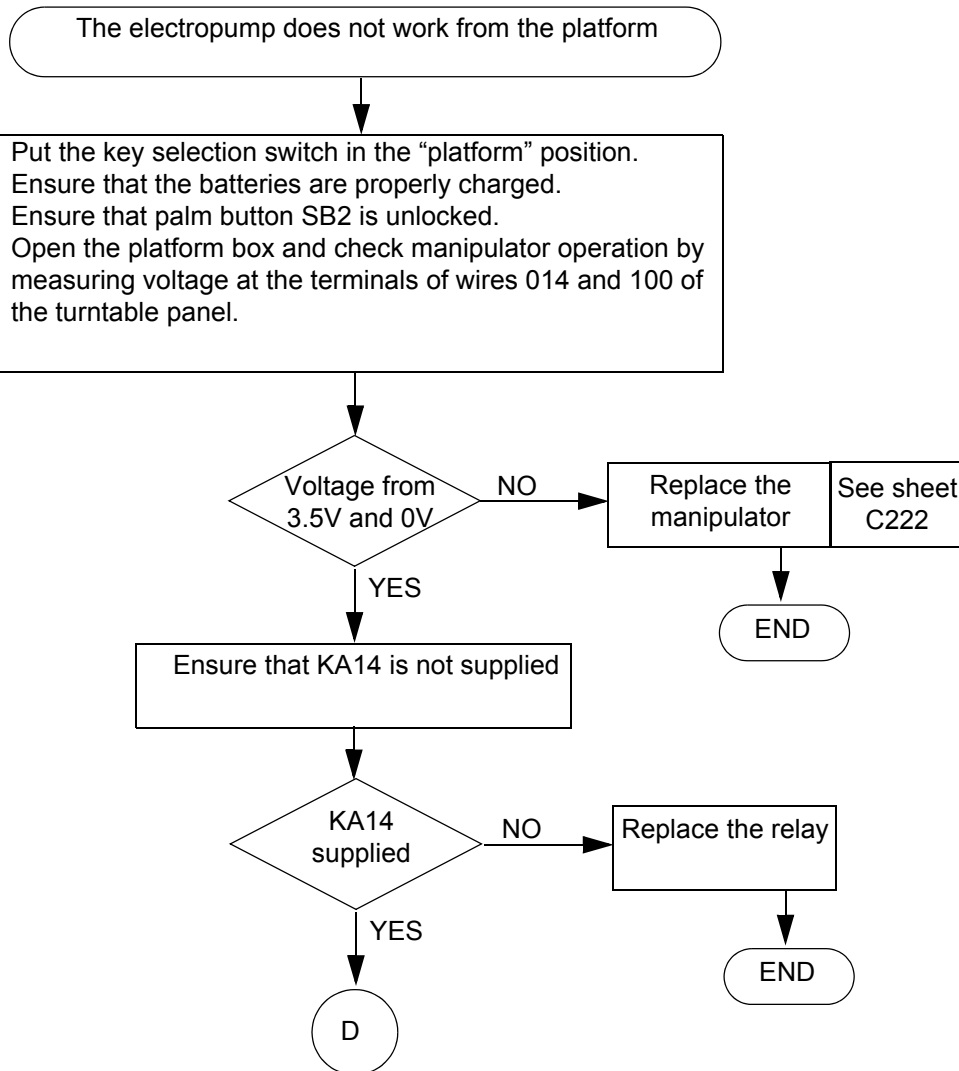 The electropump does not work from the platform
Put the key selection switch in the “platform” position.
Ensure that the batteries are properly charged.
Ensure that palm button SB2 is unlocked.
Open the platform box and check manipulator operation by
measuring voltage at the terminals of wires 014 and 100 of
the turntable panel.
Voltage from
3.5V and 0V
NO
Replace the
manipulator
See sheet
C222
END
YES
Ensure that KA14 is not supplied
KA14
supplied
NO
Replace the relay
END
YES
D